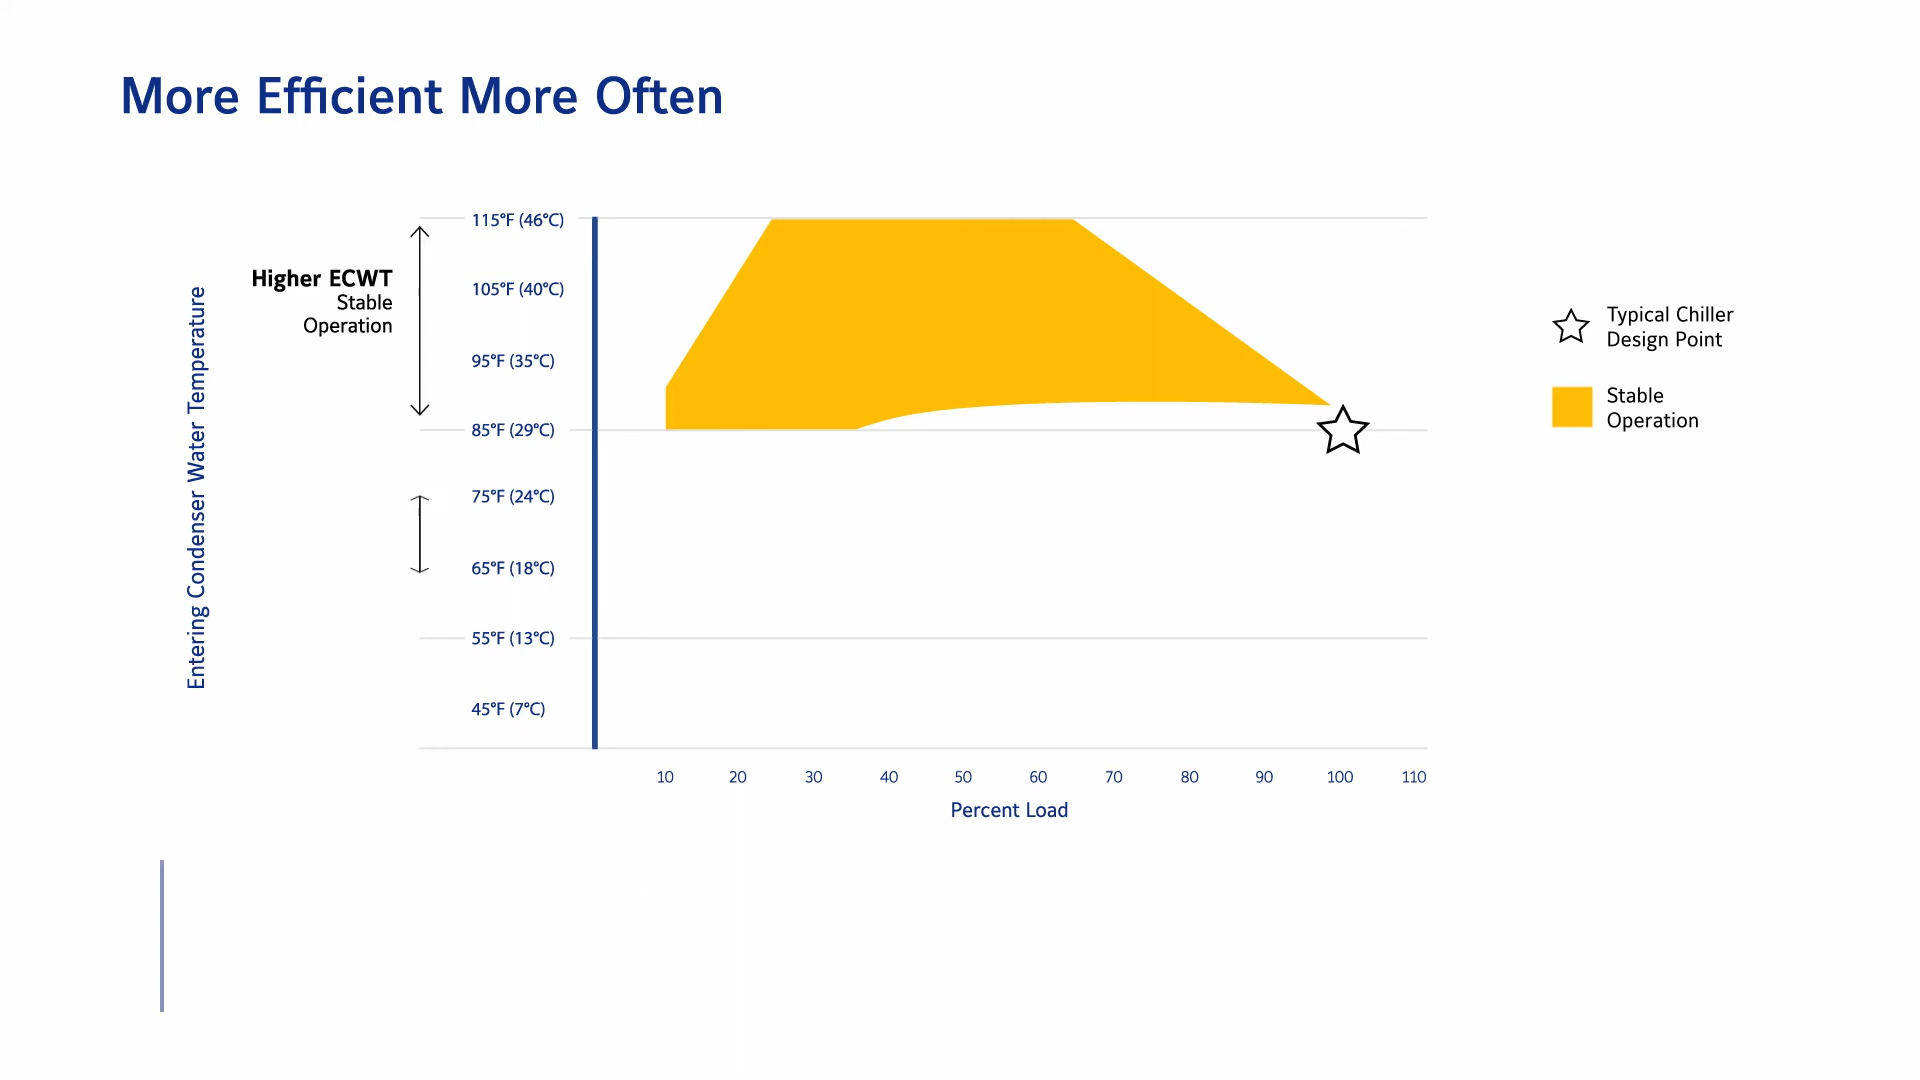 More Efficient More Often
Entering Condenser Water Temperature
Higher ECWT
Stable
Operation
115°F (46°C)
105°F (40°C)
95°F (35°C)
85°F (29°C)
75°F (24°C)
65°F (18°C)
55°F (13°C)
45°F (7°C)
10 20 30 40 50 60 70 80 90 100 110
Percent Load
Typical Chiller
Design Point
Stable
Operation